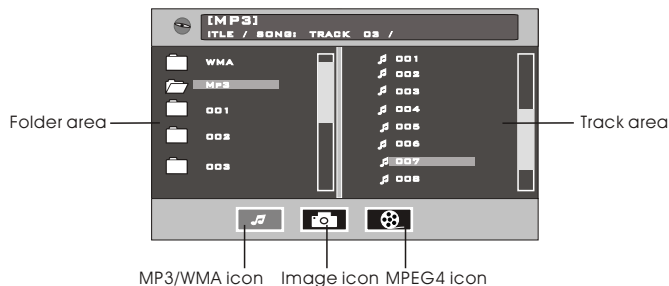 [MP3]
ITLE / SONG: TRACK 03 /
WMA
MP3
001
002
003
001
002
003
004
005
006
007
008
Folder area
Track area
MP3/WMA icon
Image icon
MPEG4 icon